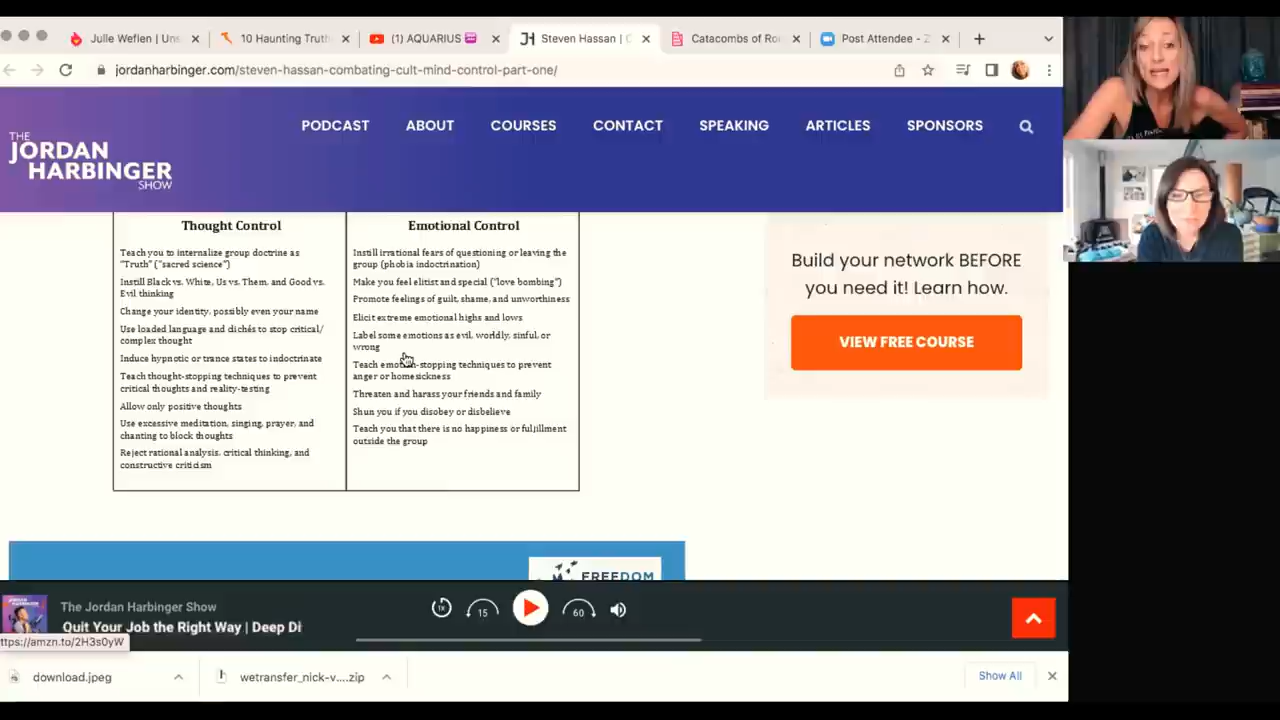 Julie Weflen | Uns
10 Haunting Truth
(1) AQUARIUS
Steven Hassan | C
Catacombs of Ro
Post Attendee - Z
jordanharbinger.com/steven-hassan-combating-cult-mind-control-part-one/
THE
JORDAN
HARBINGER
SHOW
PODCAST
ABOUT
COURSES
CONTACT
SPEAKING
ARTICLES
SPONSORS
Thought Control
Teach you to internalize group doctrine as
"Truth" ("sacred science")
Instill Black vs. White, Us vs. Them, and Good vs.
Evil thinking
Change your identity, possibly even your name
Use loaded language and clichés to stop critical/
complex thought
Induce hypnotic or trance states to indoctrinate
Teach thought-stopping techniques to prevent
critical thoughts and reality-testing
Allow only positive thoughts
Use excessive meditation, singing, prayer, and
chanting to block thoughts
Reject rational analysis, critical thinking, and
constructive criticism
Emotional Control
Instill irrational fears of questioning or leaving the
group (phobia indoctrination)
Make you feel elitist and special ("love bombing")
Promote feelings of guilt, shame, and unworthiness
Elicit extreme emotional highs and lows
Label some emotions as evil, worldly, sinful, or
wrong
Teach emotion-stopping techniques to prevent
anger or homesickness
Threaten and harass your friends and family
Shun you if you disobey or disbelieve
Teach you that there is no happiness or fulfillment
outside the group
Build your network BEFORE
you need it! Learn how.
VIEW FREE COURSE
FREEDOM
The Jordan Harbinger Show
Quit Your Job the Right Way | Deep Di
1X
15
60
ttps://amzn.to/2H3s0yW
download.jpeg
wetransfer_nick-v....zip
Show All